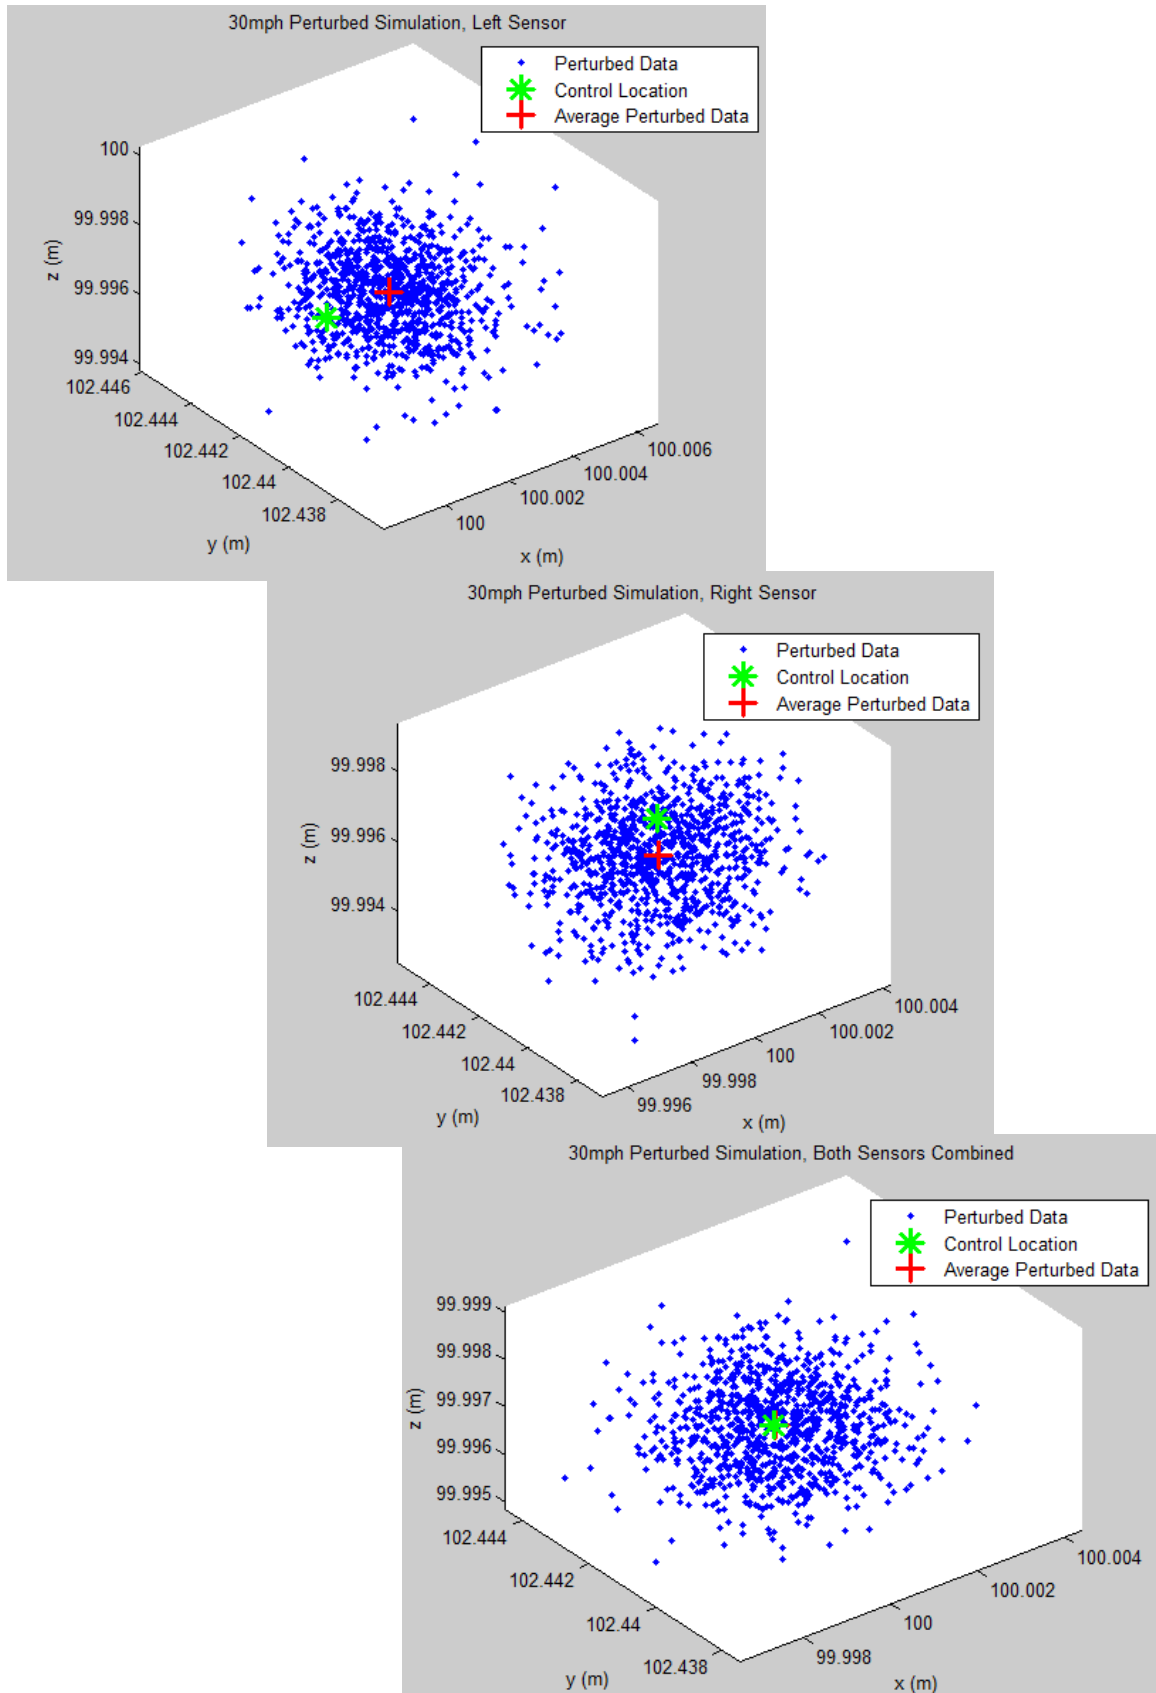 30mph Perturbed Simulation, Left Sensor
Perturbed Data
Control Location
Average Perturbed Data
100
99.998
99.996
99.994
z (m)
102.446
102.444
102.442
102.44
102.438
y (m)
100
100.002
100.004
100.006
x (m)
30mph Perturbed Simulation, Right Sensor
Perturbed Data
Control Location
Average Perturbed Data
99.998
99.996
99.994
z (m)
102.444
102.442
102.44
102.438
y (m)
99.996
99.998
100
100.002
100.004
x (m)
30mph Perturbed Simulation, Both Sensors Combined
Perturbed Data
Control Location
Average Perturbed Data
99.999
99.998
99.997
99.996
99.995
z (m)
102.444
102.442
102.44
102.438
y (m)
99.998
100
100.002
100.004
x (m)